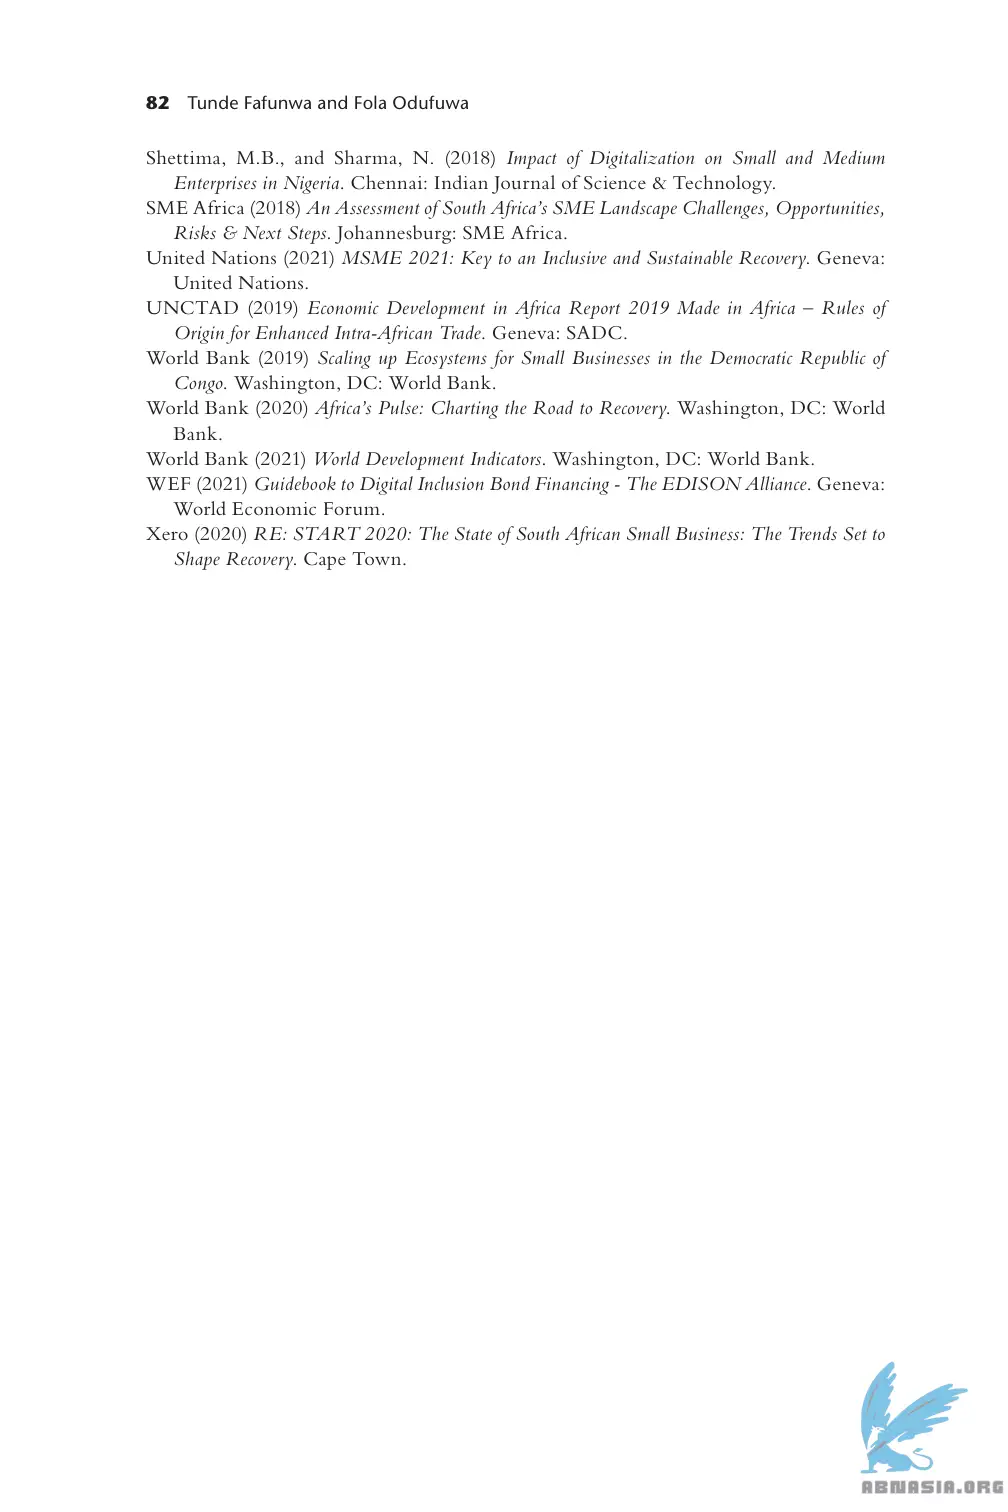 82 Tunde Fafunwa and Fola Odufuwa
Shettima, M.B., and Sharma, N. (2018) Impact of Digitalization on Small and Medium
Enterprises in Nigeria. Chennai: Indian Journal of Science & Technology.
SME Africa (2018) An Assessment of South Africa’s SME Landscape Challenges, Opportunities,
Risks & Next Steps. Johannesburg: SME Africa.
United Nations (2021) MSME 2021: Key to an Inclusive and Sustainable Recovery. Geneva:
United Nations.
UNCTAD (2019) Economic Development in Africa Report 2019 Made in Africa – Rules of
Origin for Enhanced Intra-African Trade. Geneva: SADC.
World Bank (2019) Scaling up Ecosystems for Small Businesses in the Democratic Republic of
Congo. Washington, DC: World Bank.
World Bank (2020) Africa’s Pulse: Charting the Road to Recovery. Washington, DC: World
Bank.
World Bank (2021) World Development Indicators. Washington, DC: World Bank.
WEF (2021) Guidebook to Digital Inclusion Bond Financing - The EDISON Alliance. Geneva:
World Economic Forum.
Xero (2020) RE: START 2020: The State of South African Small Business: The Trends Set to
Shape Recovery. Cape Town.
ABNASIA.ORG